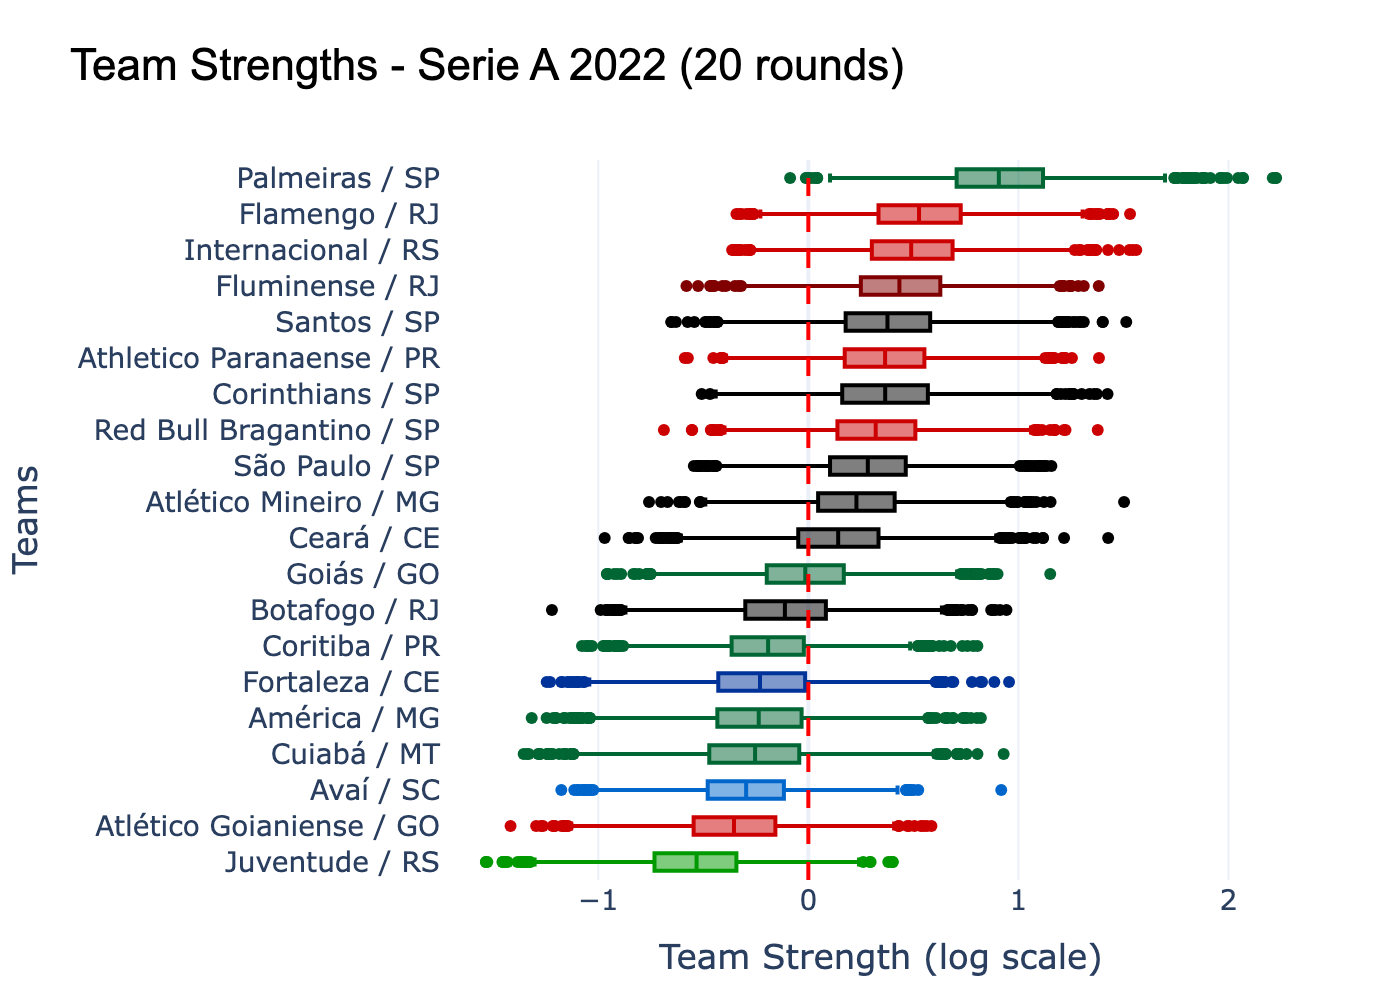 Team Strengths - Serie A 2022 (20 rounds)
Teams
Palmeiras / SP
Flamengo / RJ
Internacional / RS
Fluminense / RJ
Santos / SP
Athletico Paranaense / PR
Corinthians / SP
Red Bull Bragantino / SP
São Paulo / SP
Atlético Mineiro / MG
Ceará / CE
Goiás / GO
Botafogo / RJ
Coritiba / PR
Fortaleza / CE
América / MG
Cuiabá / MT
Avaí / SC
Atlético Goianiense / GO
Juventude / RS
−1 0 1 2
Team Strength (log scale)